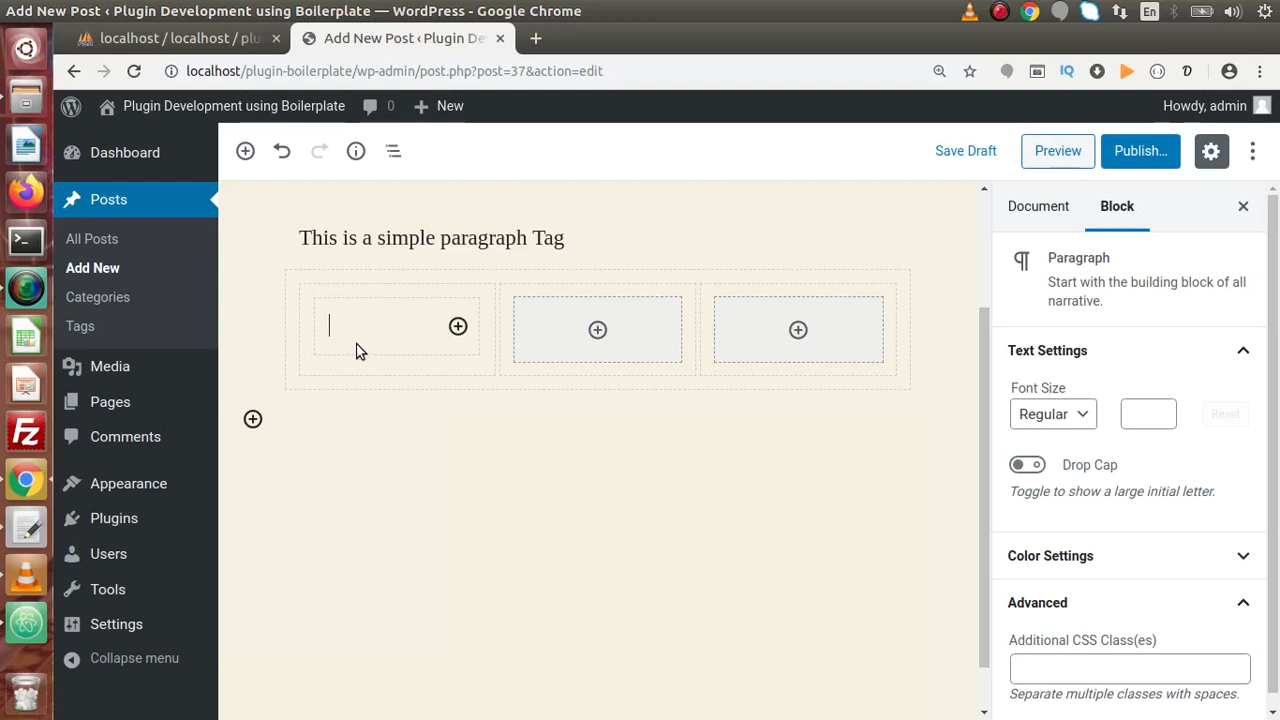 Add New Post ‹ Plugin Development using Boilerplate — WordPress - Google Chrome
En
localhost / localhost / plu
Add New Post ‹ Plugin De
localhost/plugin-boilerplate/wp-admin/post.php?post=37&action=edit
IQ
Plugin Development using Boilerplate
0
New
Howdy, admin
Dashboard
Posts
All Posts
Add New
Categories
Tags
Media
Pages
Comments
Appearance
Plugins
Users
Tools
Settings
Collapse menu
Save Draft
Preview
Publish…
This is a simple paragraph Tag
Document
Block
Paragraph
Start with the building block of all
narrative.
Text Settings
Font Size
Regular
Reset
Drop Cap
Toggle to show a large initial letter.
Color Settings
Advanced
Additional CSS Class(es)
Separate multiple classes with spaces.